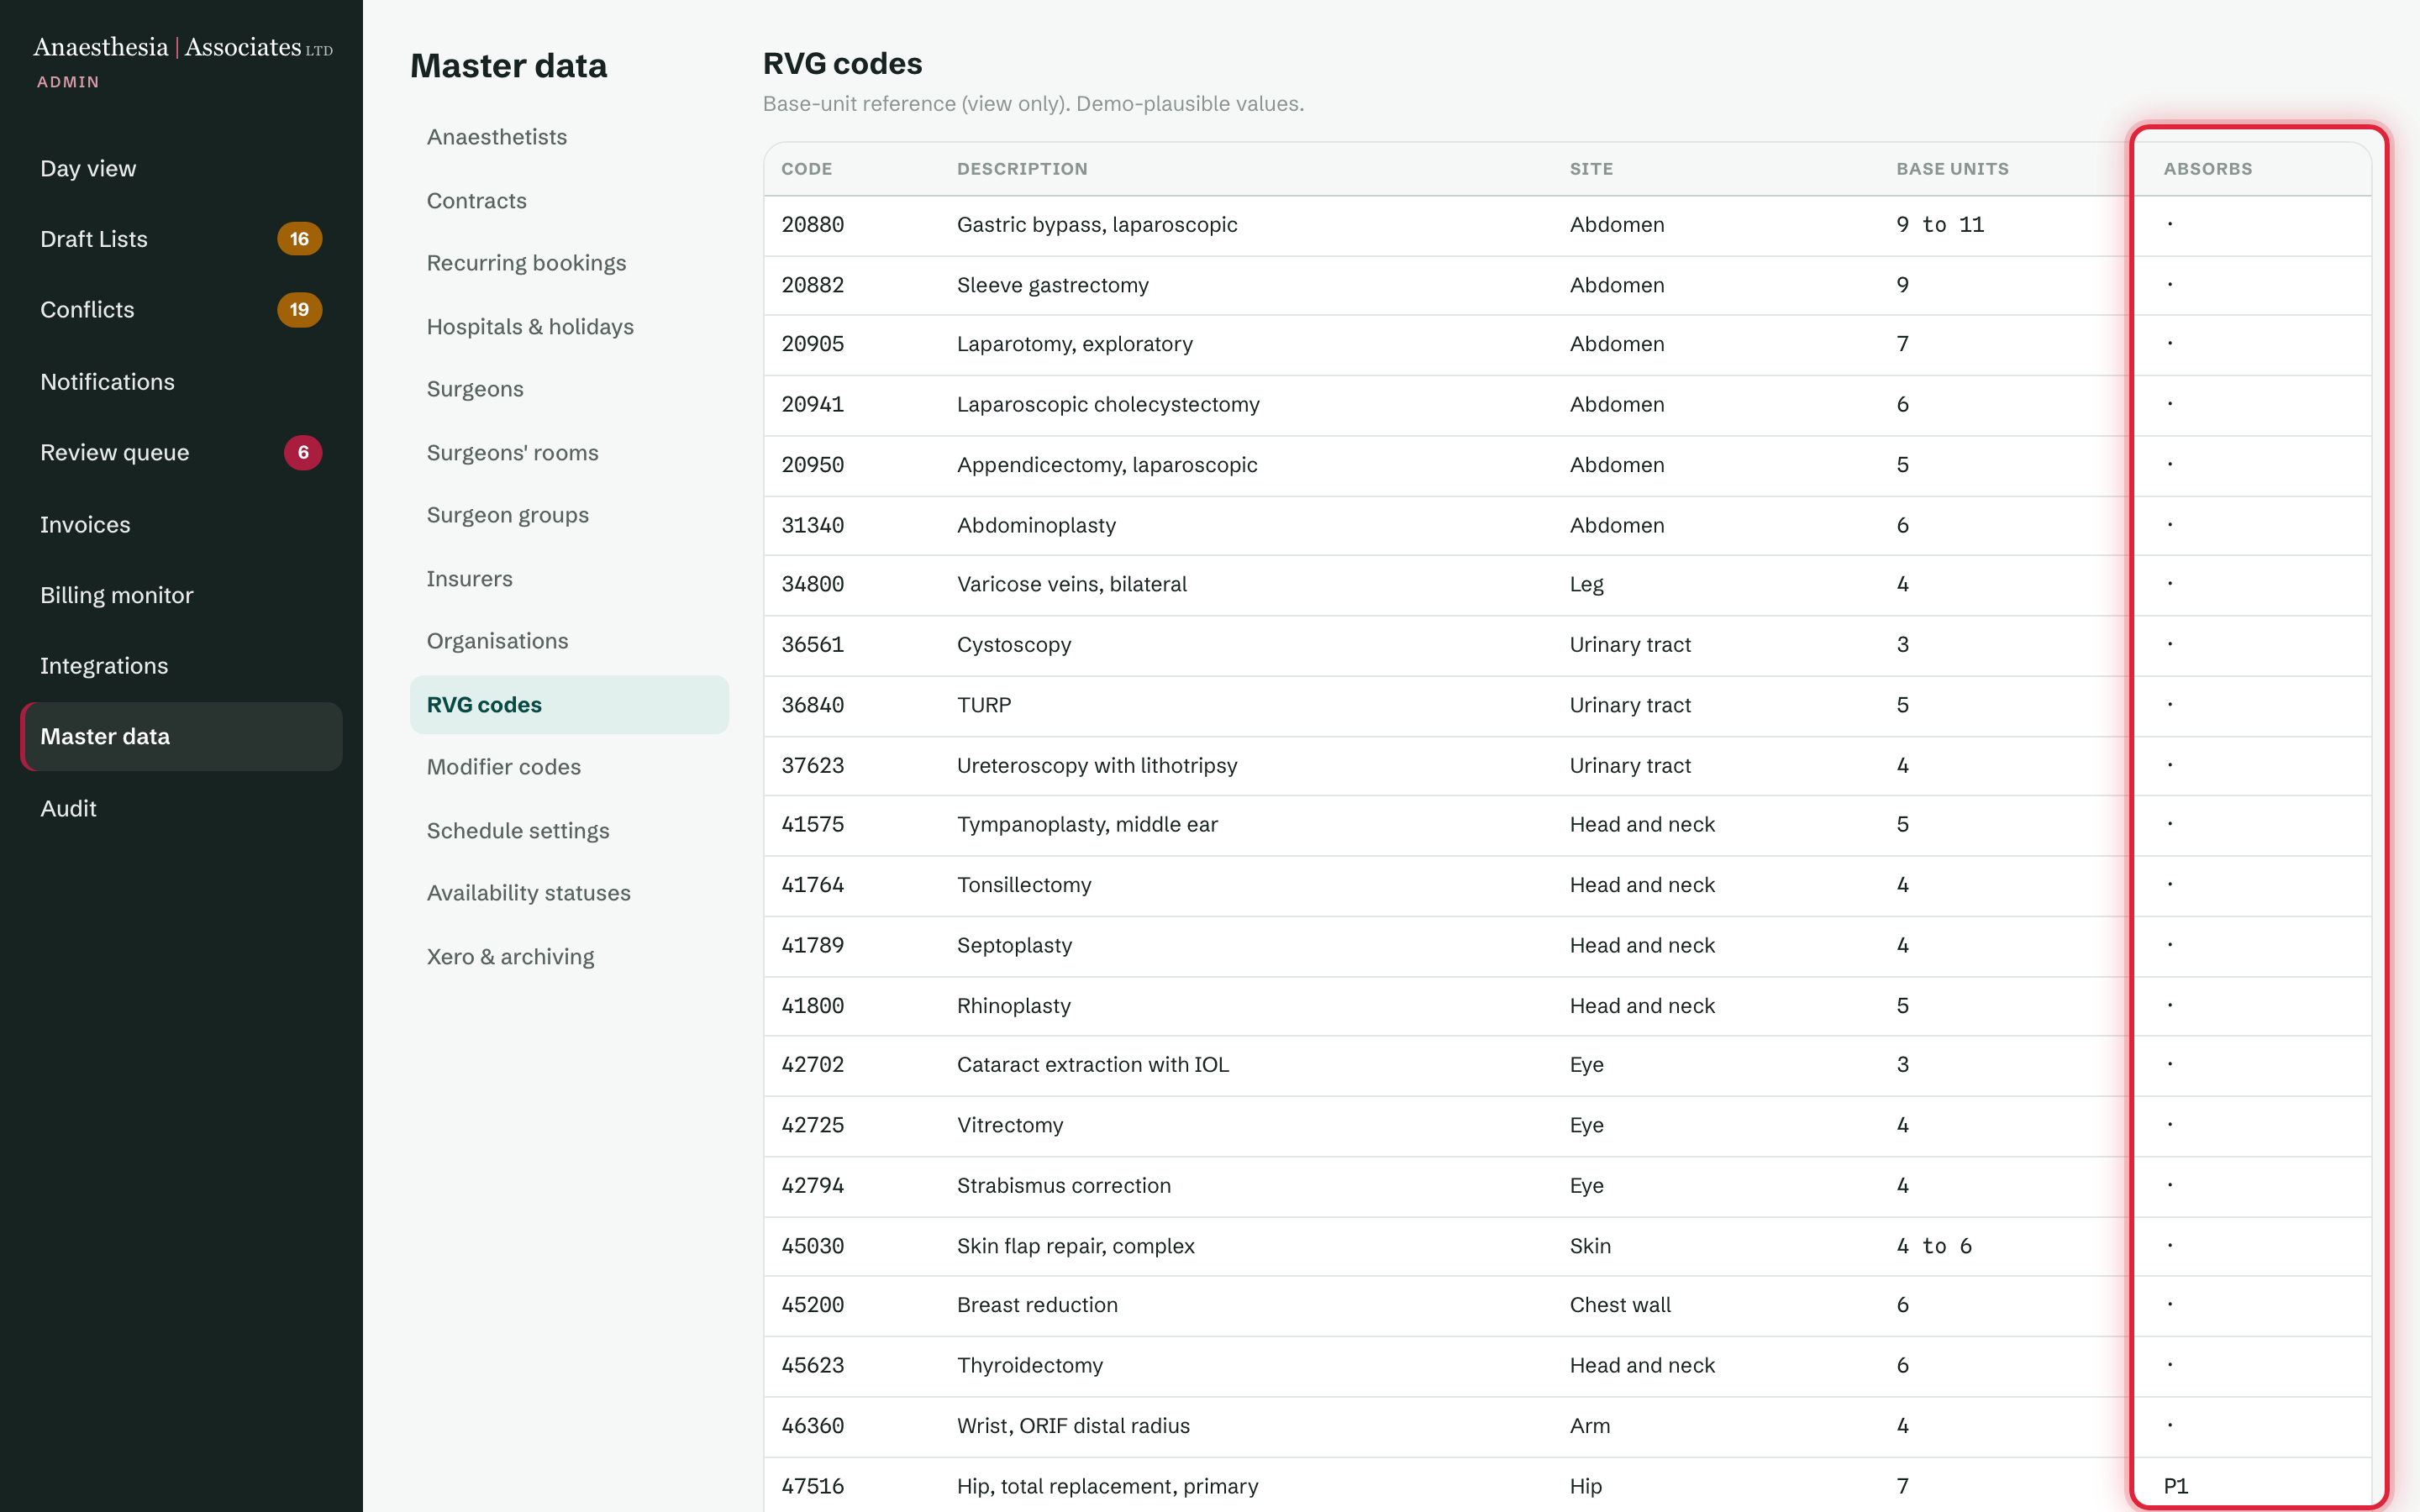 Anaesthesia | Associates LTD
ADMIN
Day view
Draft Lists 16
Conflicts 19
Notifications
Review queue 6
Invoices
Billing monitor
Integrations
Master data
Audit
Master data
Anaesthetists
Contracts
Recurring bookings
Hospitals & holidays
Surgeons
Surgeons' rooms
Surgeon groups
Insurers
Organisations
RVG codes
Modifier codes
Schedule settings
Availability statuses
Xero & archiving
RVG codes
Base-unit reference (view only). Demo-plausible values.
CODE DESCRIPTION SITE BASE UNITS ABSORBS
20880 Gastric bypass, laparoscopic Abdomen 9 to 11 ·
20882 Sleeve gastrectomy Abdomen 9 ·
20905 Laparotomy, exploratory Abdomen 7 ·
20941 Laparoscopic cholecystectomy Abdomen 6 ·
20950 Appendicectomy, laparoscopic Abdomen 5 ·
31340 Abdominoplasty Abdomen 6 ·
34800 Varicose veins, bilateral Leg 4 ·
36561 Cystoscopy Urinary tract 3 ·
36840 TURP Urinary tract 5 ·
37623 Ureteroscopy with lithotripsy Urinary tract 4 ·
41575 Tympanoplasty, middle ear Head and neck 5 ·
41764 Tonsillectomy Head and neck 4 ·
41789 Septoplasty Head and neck 4 ·
41800 Rhinoplasty Head and neck 5 ·
42702 Cataract extraction with IOL Eye 3 ·
42725 Vitrectomy Eye 4 ·
42794 Strabismus correction Eye 4 ·
45030 Skin flap repair, complex Skin 4 to 6 ·
45200 Breast reduction Chest wall 6 ·
45623 Thyroidectomy Head and neck 6 ·
46360 Wrist, ORIF distal radius Arm 4 ·
47516 Hip, total replacement, primary Hip 7 P1